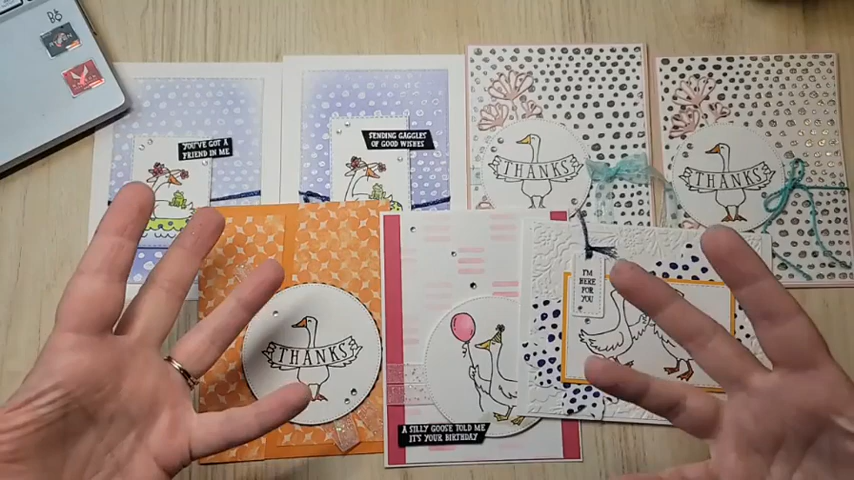 YOU'VE GOT A
FRIEND IN ME
SENDING GAGGLES
OF GOOD WISHES
THANKS
THANKS
THANKS
I'M
HERE
FOR
YOU
A SILLY GOOSE TOLD ME
IT'S YOUR BIRTHDAY